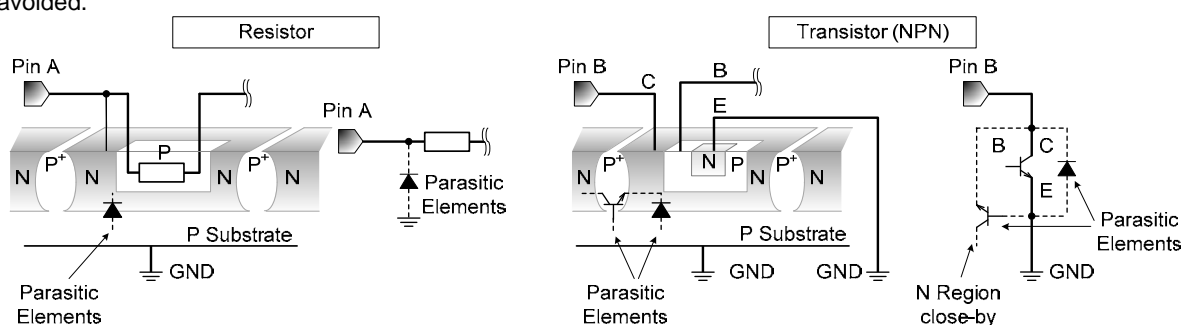 avoided.
Resistor
Transistor (NPN)
Pin A
Pin A
N P+ N P N P+ N
Parasitic
Elements
P Substrate
GND
Parasitic
Elements
Pin B
C
B
E
N P+ N P N P+ N
P Substrate
GND
GND
Parasitic
Elements
Pin B
B
C
E
Parasitic
Elements
GND
N Region
close-by